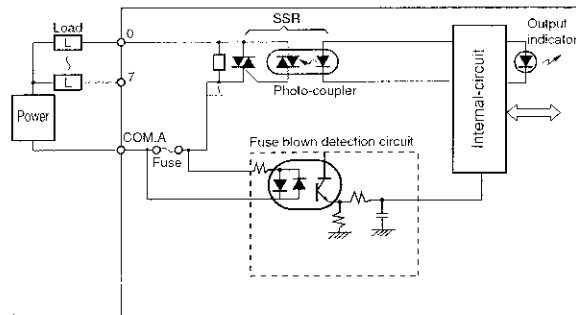 Load
SSR
Output
indicator
L
0
L
7
Photo-coupler
Internal-circuit
Power
COM.A
Fuse
Fuse blown detection circuit